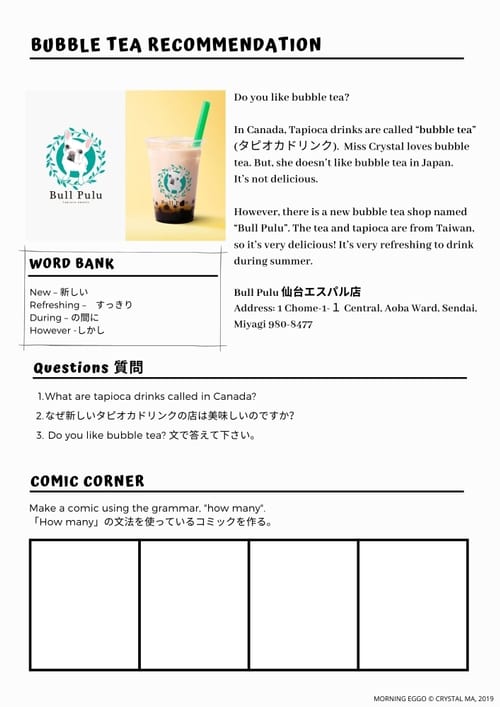 BUBBLE TEA RECOMMENDATION
Do you like bubble tea?
In Canada, Tapioca drinks are called “bubble tea”
(タピオカドリンク). Miss Crystal loves bubble
tea. But, she doesn’t like bubble tea in Japan.
It’s not delicious.
However, there is a new bubble tea shop named
“Bull Pulu”. The tea and tapioca are from Taiwan,
so it’s very delicious! It’s very refreshing to drink
during summer.
Bull Pulu 仙台エスパル店
Address: 1 Chome-1-１ Central, Aoba Ward, Sendai,
Miyagi 980-8477
Bull Pulu
WORD BANK
New – 新しい
Refreshing – すっきり
During – の間に
However -しかし
Questions 質問
1.What are tapioca drinks called in Canada?
2.なぜ新しいタピオカドリンクの店は美味しいのですか?
3. Do you like bubble tea? 文で答えて下さい。
COMIC CORNER
Make a comic using the grammar, "how many".
「How many」の文法を使っているコミックを作る。
MORNING EGGO © CRYSTAL MA, 2019